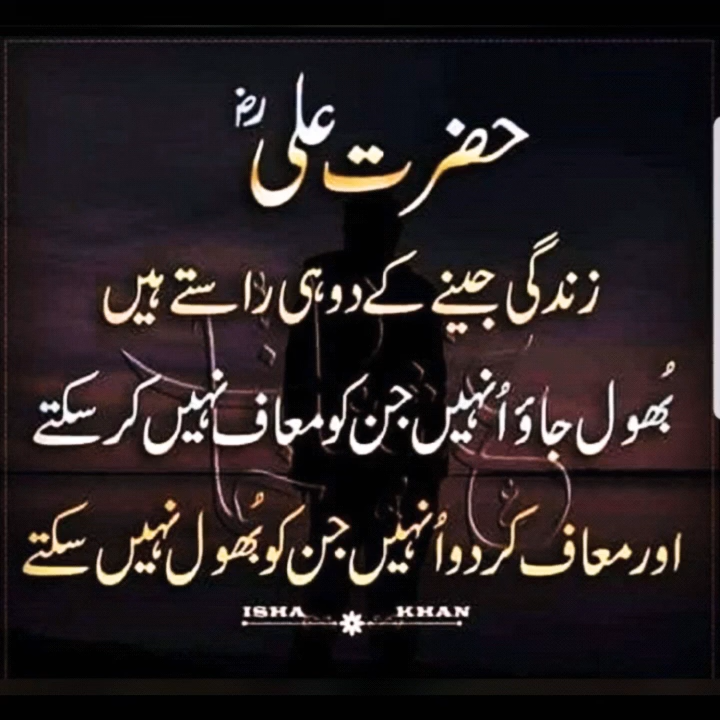 حضرت علی رض
زندگی جینے کے دو ہی راستے ہیں
بُھول جاؤ اُنہیں جن کو معاف نہیں کر سکتے
اور معاف کر دو اُنہیں جن کو بُھول نہیں سکتے
ISHA KHAN